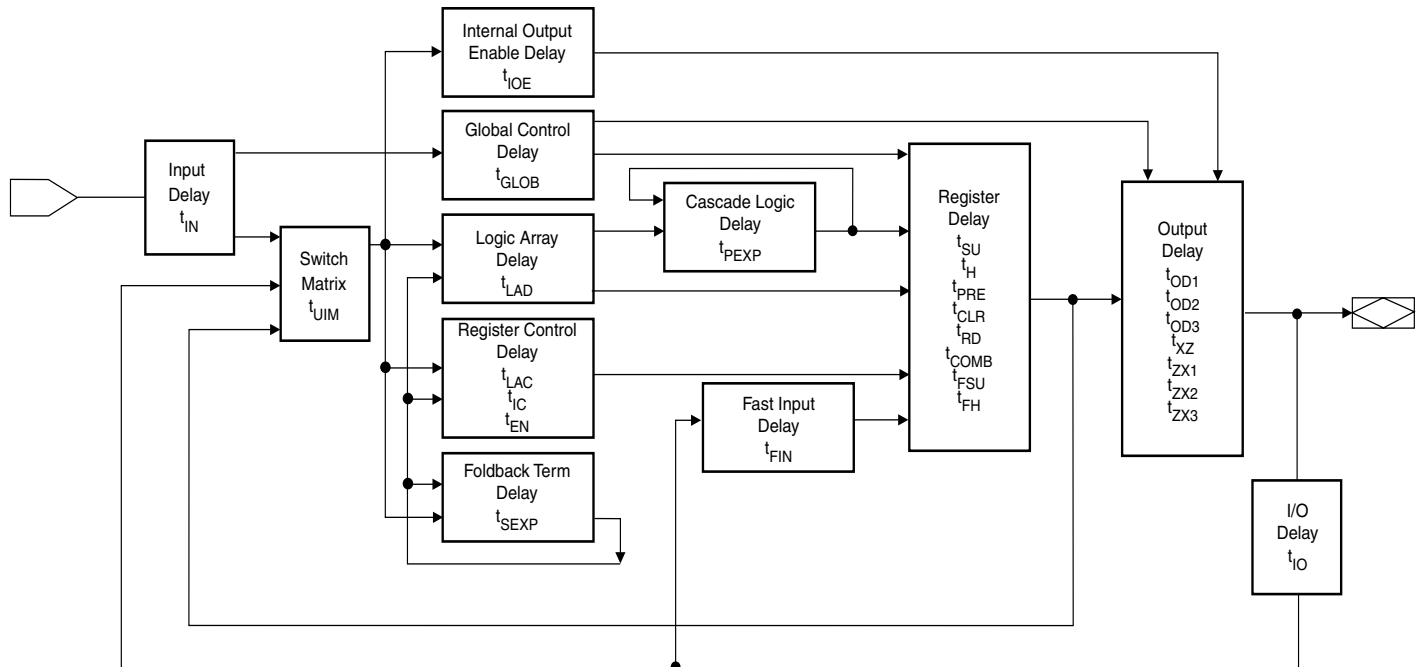 Input
Delay
tIN
Switch
Matrix
tUIM
Internal Output
Enable Delay
tIOE
Global Control
Delay
tGLOB
Logic Array
Delay
tLAD
Register Control
Delay
tLAC
tIC
tEN
Foldback Term
Delay
tSEXP
Cascade Logic
Delay
tPEXP
Fast Input
Delay
tFIN
Register
Delay
tSU
tH
tPRE
tCLR
tRD
tCOMB
tFSU
tFH
Output
Delay
tOD1
tOD2
tOD3
tXZ
tZX1
tZX2
tZX3
I/O
Delay
tIO